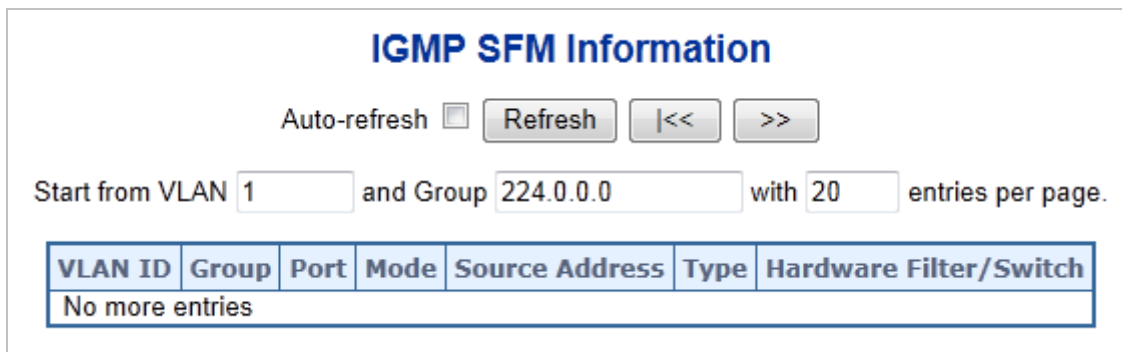 IGMP SFM Information
Auto-refresh Refresh |<< >>
Start from VLAN 1 and Group 224.0.0.0 with 20 entries per page.
VLAN ID Group Port Mode Source Address Type Hardware Filter/Switch
No more entries